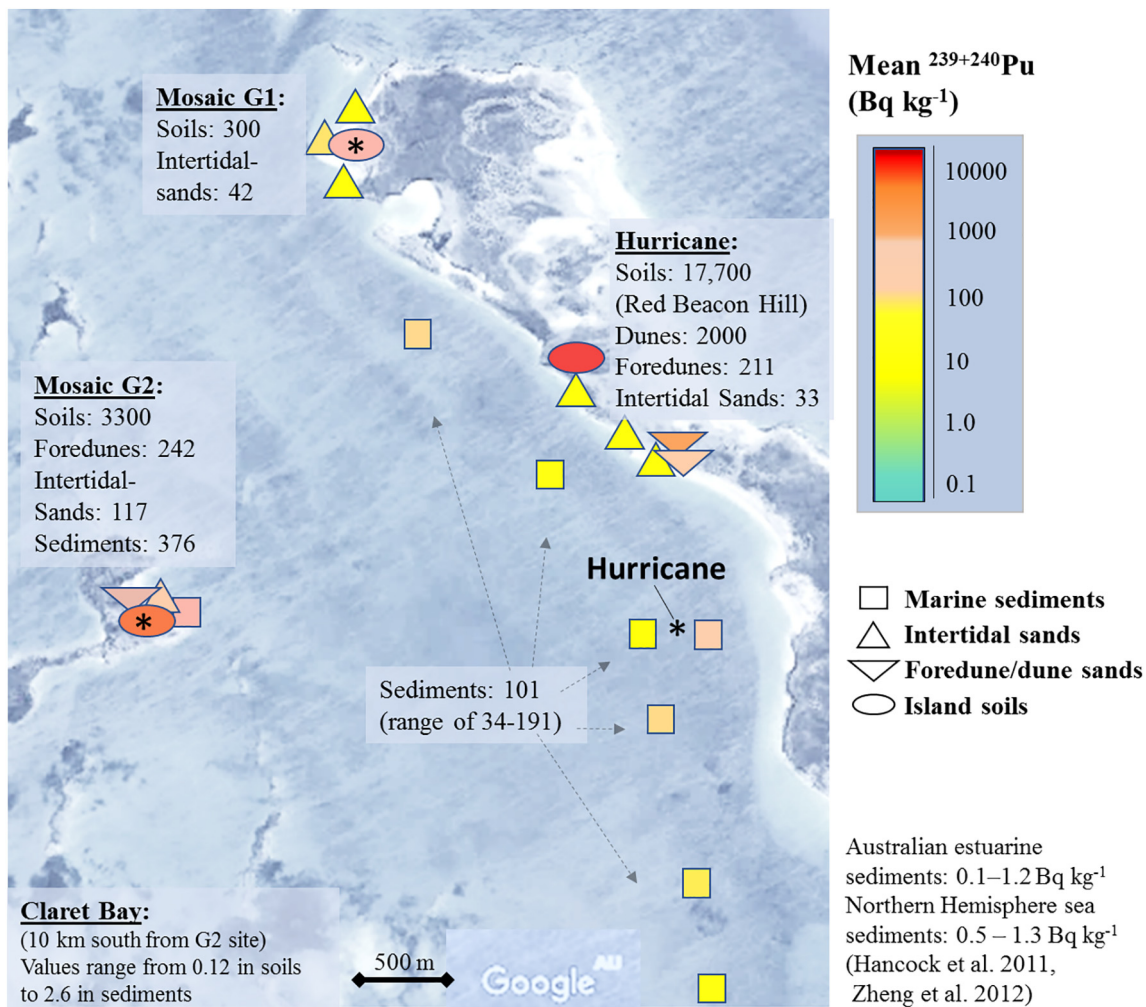 Mosaic G1:
Soils: 300
Intertidal-
sands: 42
*
Hurricane:
Soils: 17,700
(Red Beacon Hill)
Dunes: 2000
Foredunes: 211
Intertidal Sands: 33
Mosaic G2:
Soils: 3300
Foredunes: 242
Intertidal-
Sands: 117
Sediments: 376
*
Hurricane
*
Sediments: 101
(range of 34-191)
Claret Bay:
(10 km south from G2 site)
Values range from 0.12 in soils
to 2.6 in sediments
500 m
Google
AU
Mean ²³⁹⁺²⁴⁰Pu
(Bq kg⁻¹)
10000
1000
100
10
1.0
0.1
Marine sediments
Intertidal sands
Foredune/dune sands
Island soils
Australian estuarine
sediments: 0.1–1.2 Bq kg⁻¹
Northern Hemisphere sea
sediments: 0.5 – 1.3 Bq kg⁻¹
(Hancock et al. 2011,
Zheng et al. 2012)